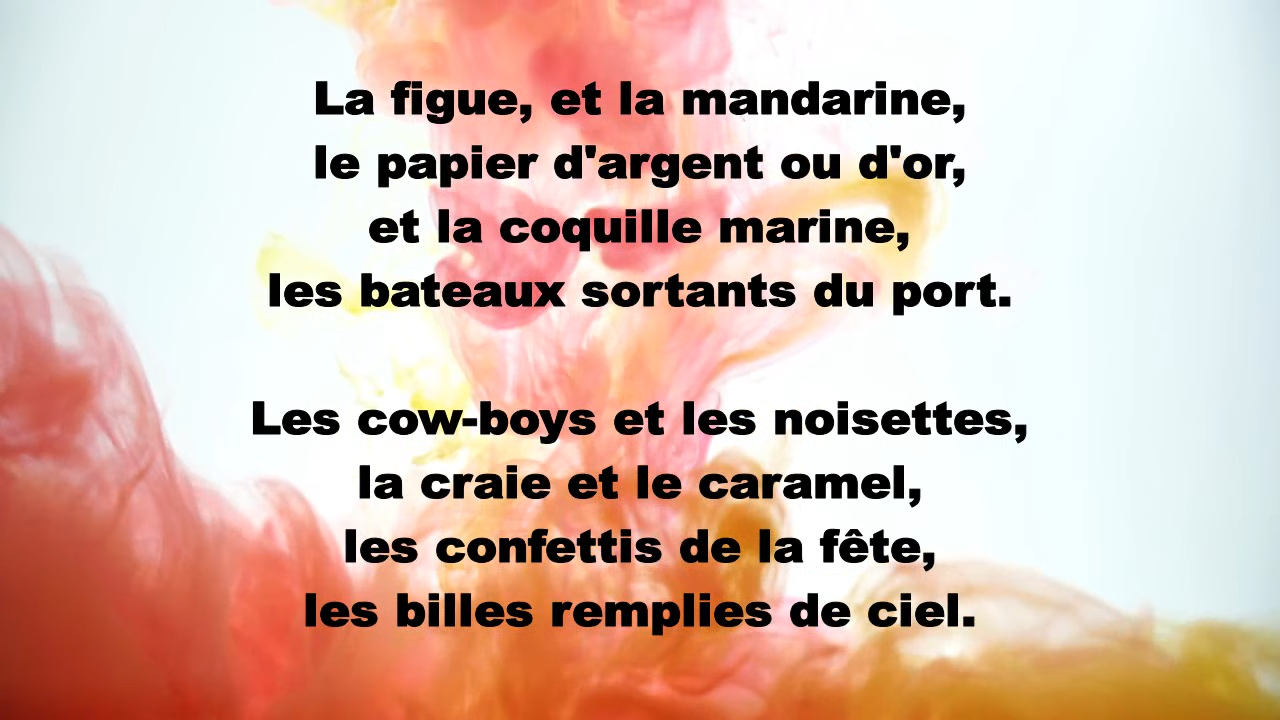 La figue, et la mandarine,
le papier d'argent ou d'or,
et la coquille marine,
les bateaux sortants du port.
Les cow-boys et les noisettes,
la craie et le caramel,
les confettis de la fête,
les billes remplies de ciel.